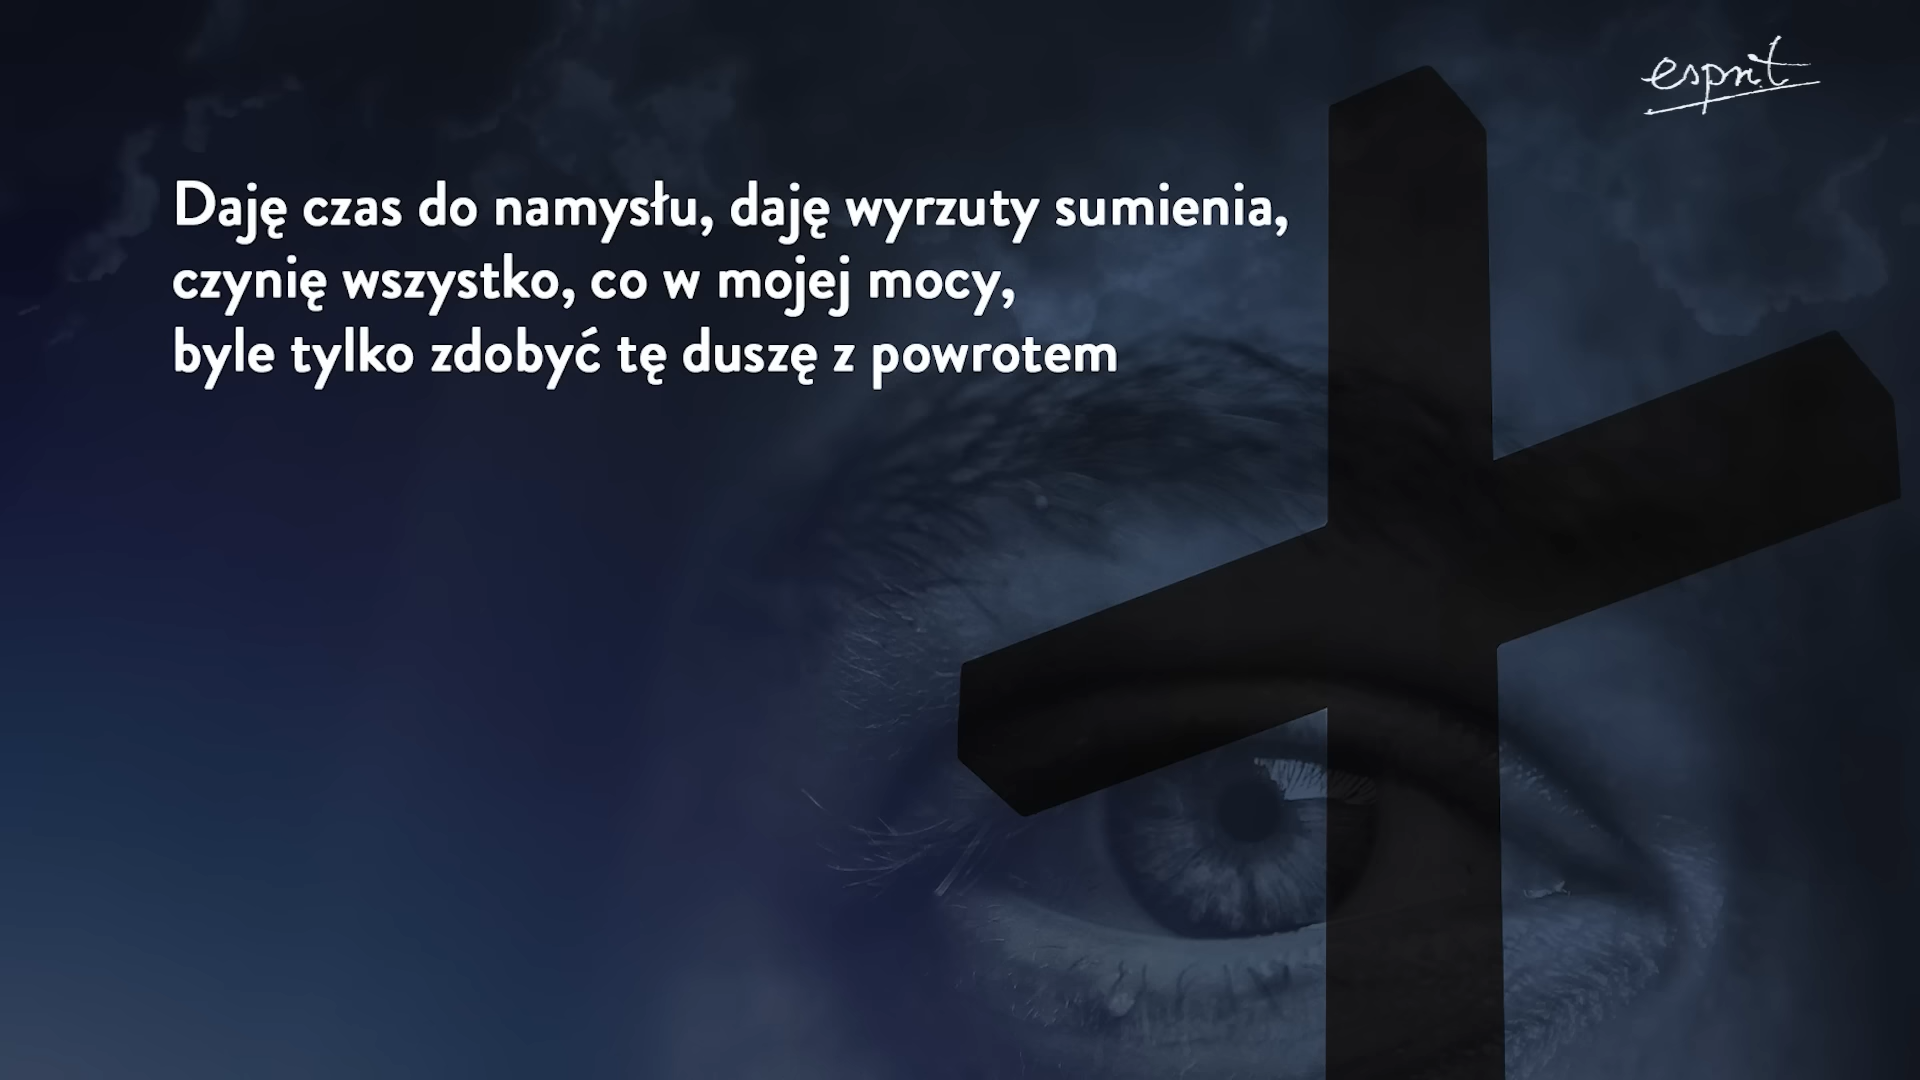 esprit
Daję czas do namysłu, daję wyrzuty sumienia,
czynię wszystko, co w mojej mocy,
byle tylko zdobyć tę duszę z powrotem